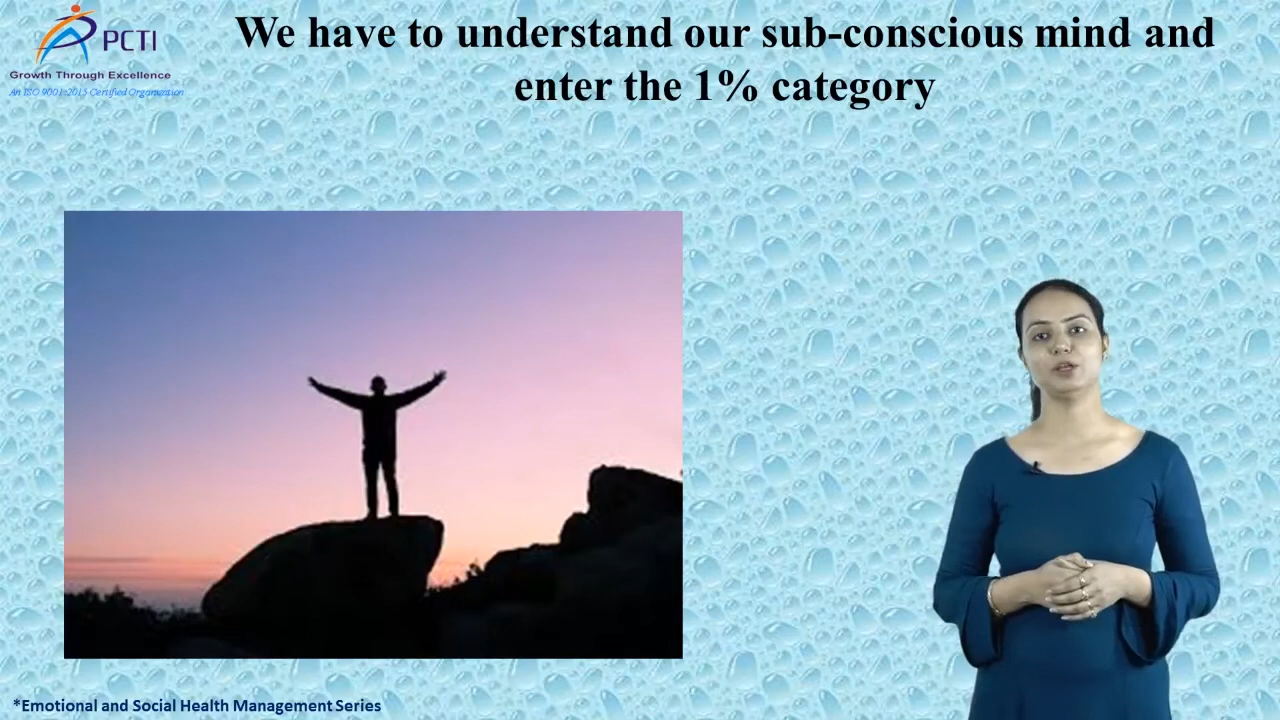 PCTI
Growth Through Excellence
An ISO 9001:2015 Certified Organization
We have to understand our sub-conscious mind and
enter the 1% category
*Emotional and Social Health Management Series